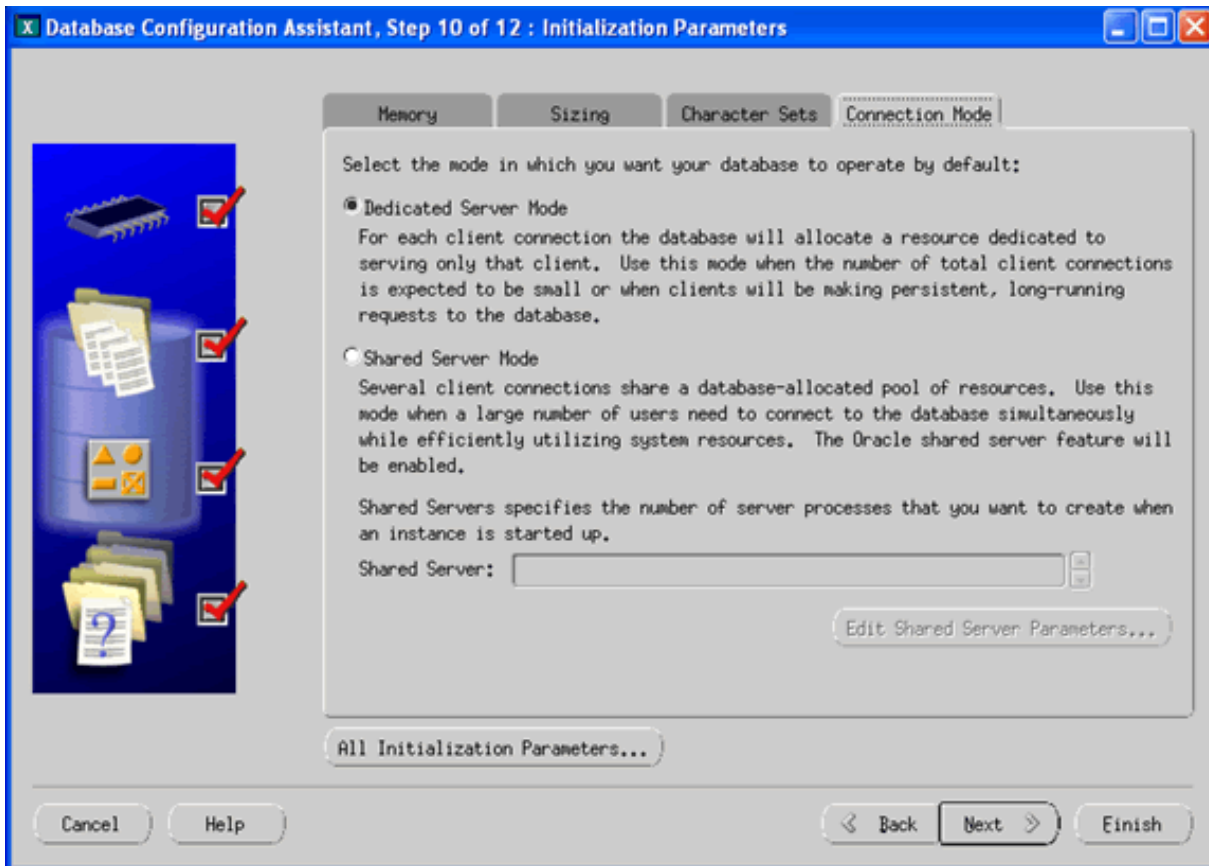 X Database Configuration Assistant, Step 10 of 12 : Initialization Parameters
Memory Sizing Character Sets Connection Mode
Select the mode in which you want your database to operate by default:
Dedicated Server Mode
For each client connection the database will allocate a resource dedicated to
serving only that client. Use this mode when the number of total client connections
is expected to be small or when clients will be making persistent, long-running
requests to the database.
Shared Server Mode
Several client connections share a database-allocated pool of resources. Use this
mode when a large number of users need to connect to the database simultaneously
while efficiently utilizing system resources. The Oracle shared server feature will
be enabled.
Shared Servers specifies the number of server processes that you want to create when
an instance is started up.
Shared Server:
Edit Shared Server Parameters...
?
All Initialization Parameters...
Cancel Help Back Next Finish